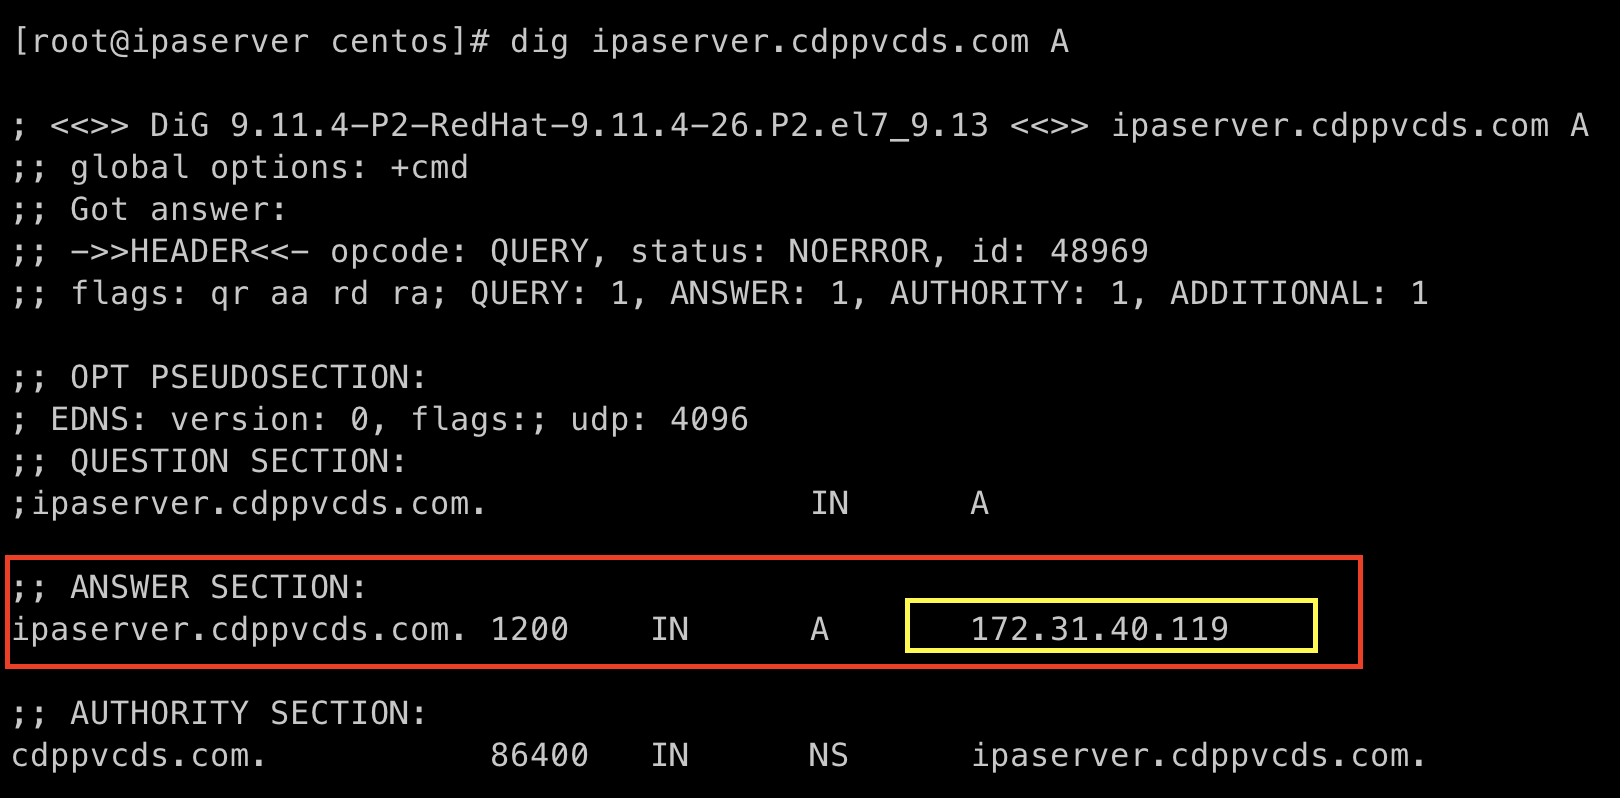 [root@ipaserver centos]# dig ipaserver.cdppvcds.com A
; <<>> DiG 9.11.4-P2-RedHat-9.11.4-26.P2.el7_9.13 <<>> ipaserver.cdppvcds.com A
;; global options: +cmd
;; Got answer:
;; ->>HEADER<<- opcode: QUERY, status: NOERROR, id: 48969
;; flags: qr aa rd ra; QUERY: 1, ANSWER: 1, AUTHORITY: 1, ADDITIONAL: 1
;; OPT PSEUDOSECTION:
; EDNS: version: 0, flags:; udp: 4096
;; QUESTION SECTION:
;ipaserver.cdppvcds.com. IN A
;; ANSWER SECTION:
ipaserver.cdppvcds.com. 1200 IN A 172.31.40.119
;; AUTHORITY SECTION:
cdppvcds.com. 86400 IN NS ipaserver.cdppvcds.com.